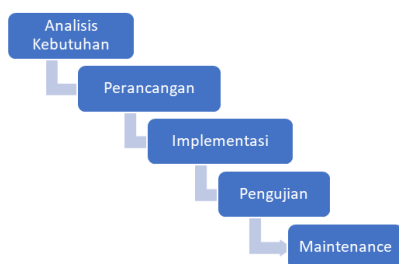 Analisis
Kebutuhan
Perancangan
Implementasi
Pengujian
Maintenance